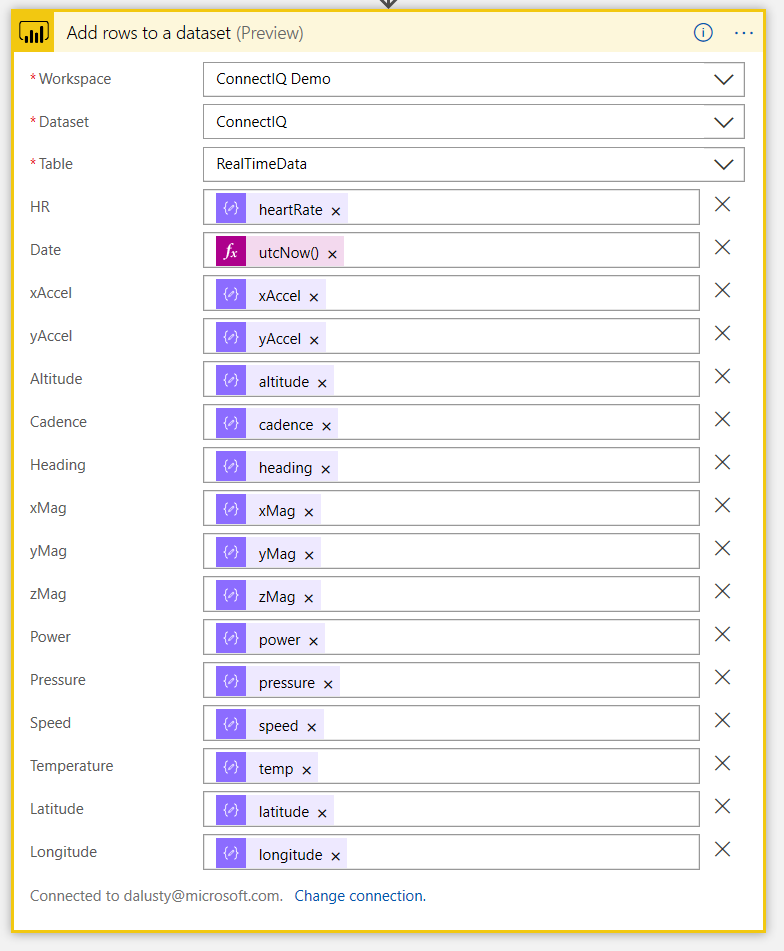 Add rows to a dataset (Preview)
* Workspace ConnectIQ Demo
* Dataset ConnectIQ
* Table RealTimeData
HR heartRate ×
Date fx utcNow() ×
xAccel xAccel ×
yAccel yAccel ×
Altitude altitude ×
Cadence cadence ×
Heading heading ×
xMag xMag ×
yMag yMag ×
zMag zMag ×
Power power ×
Pressure pressure ×
Speed speed ×
Temperature temp ×
Latitude latitude ×
Longitude longitude ×
Connected to dalusty@microsoft.com. Change connection.